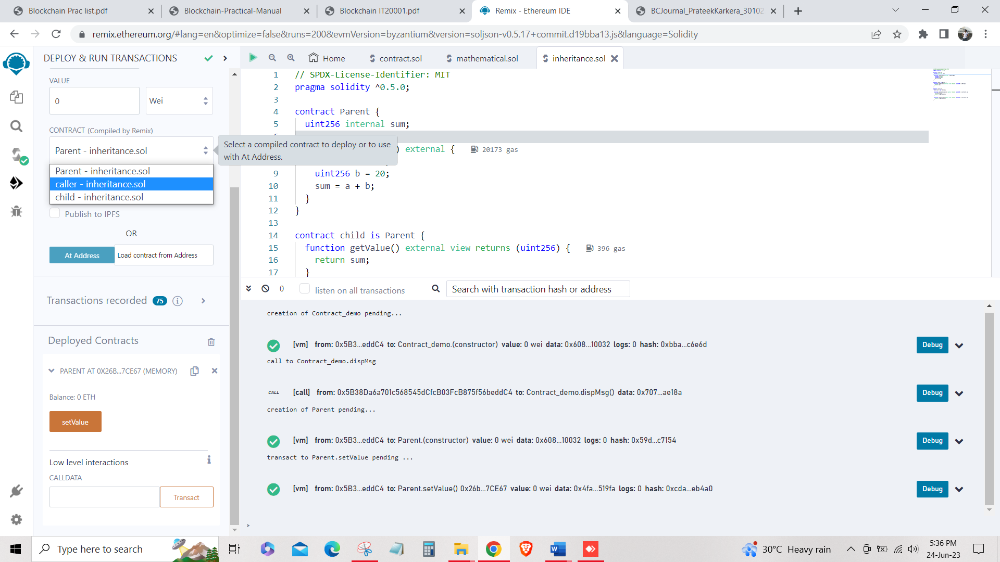 Blockchain Prac list.pdf
Blockchain-Practical-Manual
Blockchain IT20001.pdf
Remix - Ethereum IDE
BCJournal_PrateekKarkera_30102
remix.ethereum.org/#lang=en&optimize=false&runs=200&evmVersion=byzantium&version=soljson-v0.5.17+commit.d19bba13.js&language=Solidity
DEPLOY & RUN TRANSACTIONS
VALUE
0
Wei
CONTRACT (Compiled by Remix)
Parent - inheritance.sol
Parent - inheritance.sol
caller - inheritance.sol
child - inheritance.sol
Publish to IPFS
OR
At Address
Load contract from Address
Transactions recorded 75
Deployed Contracts
PARENT AT 0X26B...7CE67 (MEMORY)
Balance: 0 ETH
setValue
Low level interactions
CALLDATA
Transact
Home
contract.sol
mathematical.sol
inheritance.sol
1 // SPDX-License-Identifier: MIT
2 pragma solidity ^0.5.0;
3
4 contract Parent {
5 uint256 internal sum;
Select a compiled contract to deploy or to use
with At Address.
) external { 20173 gas
9 uint256 b = 20;
10 sum = a + b;
11 }
12 }
13
14 contract child is Parent {
15 function getValue() external view returns (uint256) { 396 gas
16 return sum;
17 }
0
listen on all transactions
Search with transaction hash or address
creation of Contract_demo pending...
[vm] from: 0x5B3...eddC4 to: Contract_demo.(constructor) value: 0 wei data: 0x608...10032 logs: 0 hash: 0xbba...c6e6d
Debug
call to Contract_demo.dispMsg
CALL [call] from: 0x5B38Da6a701c568545dCfcB03FcB875f56beddC4 to: Contract_demo.dispMsg() data: 0x707...ae18a
Debug
creation of Parent pending...
[vm] from: 0x5B3...eddC4 to: Parent.(constructor) value: 0 wei data: 0x608...10032 logs: 0 hash: 0x59d...c7154
Debug
transact to Parent.setValue pending ...
[vm] from: 0x5B3...eddC4 to: Parent.setValue() 0x26b...7CE67 value: 0 wei data: 0x4fa...519fa logs: 0 hash: 0xcda...eb4a0
Debug
>
Type here to search
30°C Heavy rain
5:36 PM
24-Jun-23